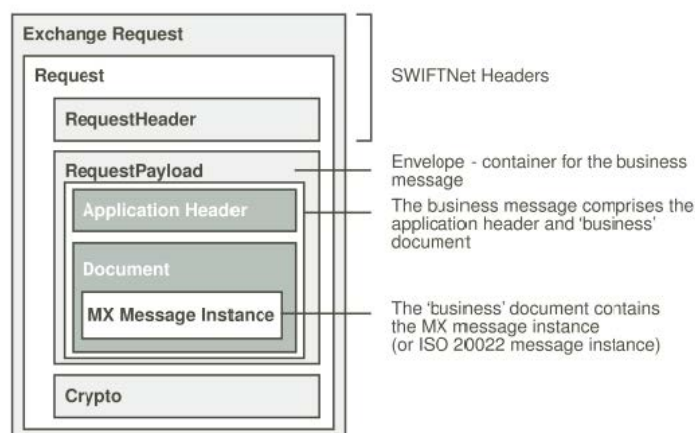 Exchange Request
Request
SWIFTNet Headers
RequestHeader
RequestPayload
Envelope - container for the business
message
Application Header
The business message comprises the
application header and 'business'
document
Document
MX Message Instance
The 'business' document contains
the MX message instance
(or ISO 20022 message instance)
Crypto